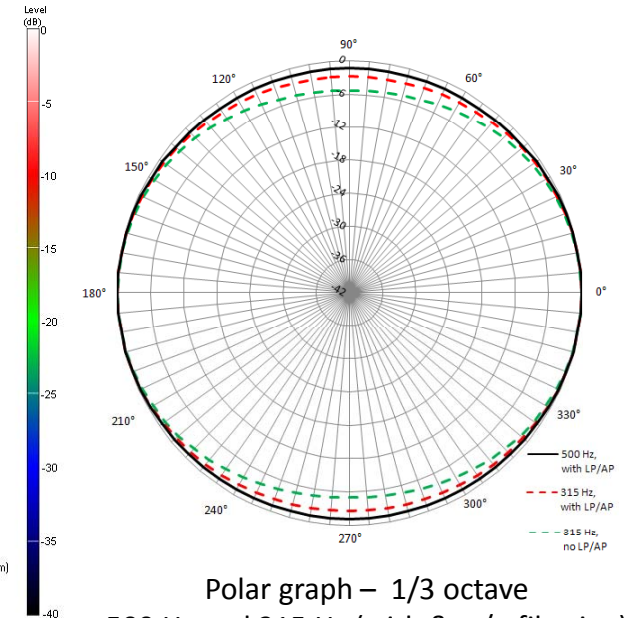 Level
(dB)
0
-5
-10
-15
-20
-25
-30
-35
-40
m)
90°
120°
60°
150°
30°
180°
0°
210°
330°
240°
300°
270°
0
-6
-12
-18
-24
-30
-36
-42
500 Hz,
with LP/AP
315 Hz,
with LP/AP
315 Hz,
no LP/AP
Polar graph – 1/3 octave